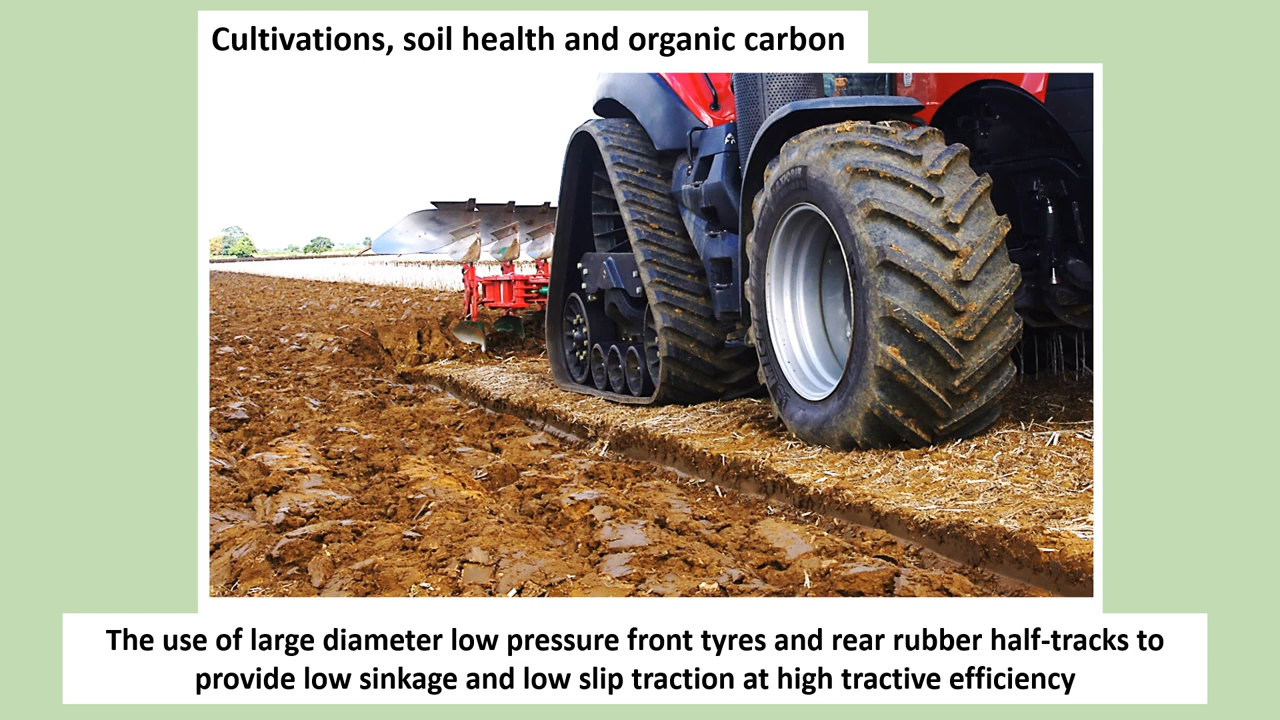 Cultivations, soil health and organic carbon
The use of large diameter low pressure front tyres and rear rubber half-tracks to
provide low sinkage and low slip traction at high tractive efficiency